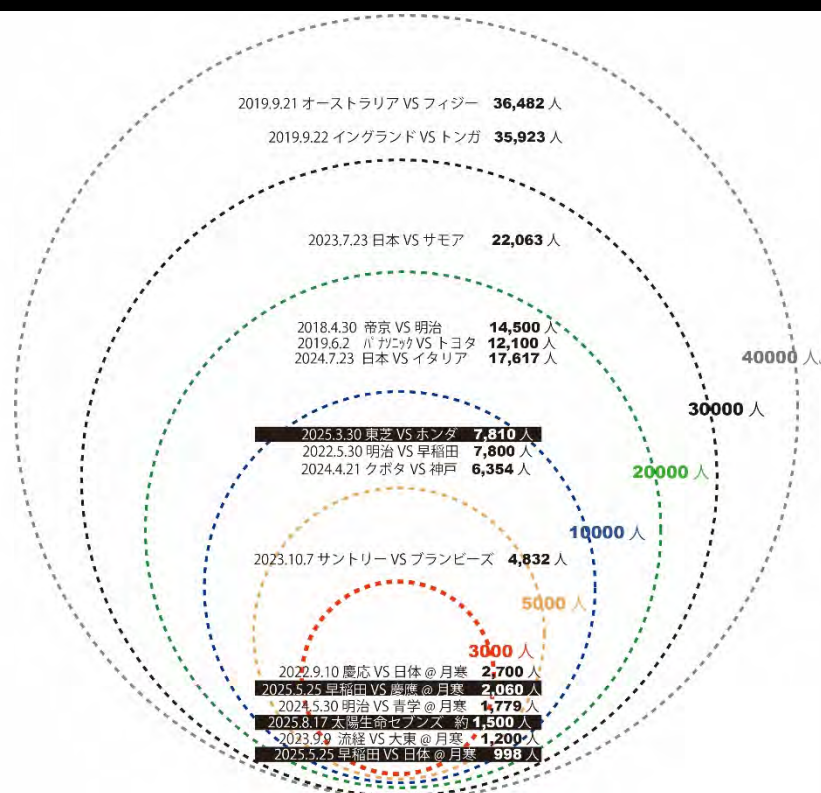 2019.9.21 オーストラリア VS フィジー 36,482 人
2019.9.22 イングランド VS トンガ 35,923 人
2023.7.23 日本 VS サモア 22,063 人
2018.4.30 帝京 VS 明治 14,500 人
2019.6.2 パナソニック VS トヨタ 12,100 人
2024.7.23 日本 VS イタリア 17,617 人
40000 人
30000 人
2025.3.30 東芝 VS ホンダ 7,810 人
2022.5.30 明治 VS 早稲田 7,800 人
2024.4.21 クボタ VS 神戸 6,354 人
20000 人
10000 人
2023.10.7 サントリー VS ブランビーズ 4,832 人
5000 人
3000 人
2022.9.10 慶応 VS 日体 @ 月寒 2,700 人
2025.5.25 早稲田 VS 慶應 @ 月寒 2,060 人
2024.5.30 明治 VS 青学 @ 月寒 1,779 人
2025.8.17 太陽生命セブンズ 約 1,500 人
2023.9.9 流経 VS 大東 @ 月寒 1,200 人
2025.5.25 早稲田 VS 日体 @ 月寒 998 人